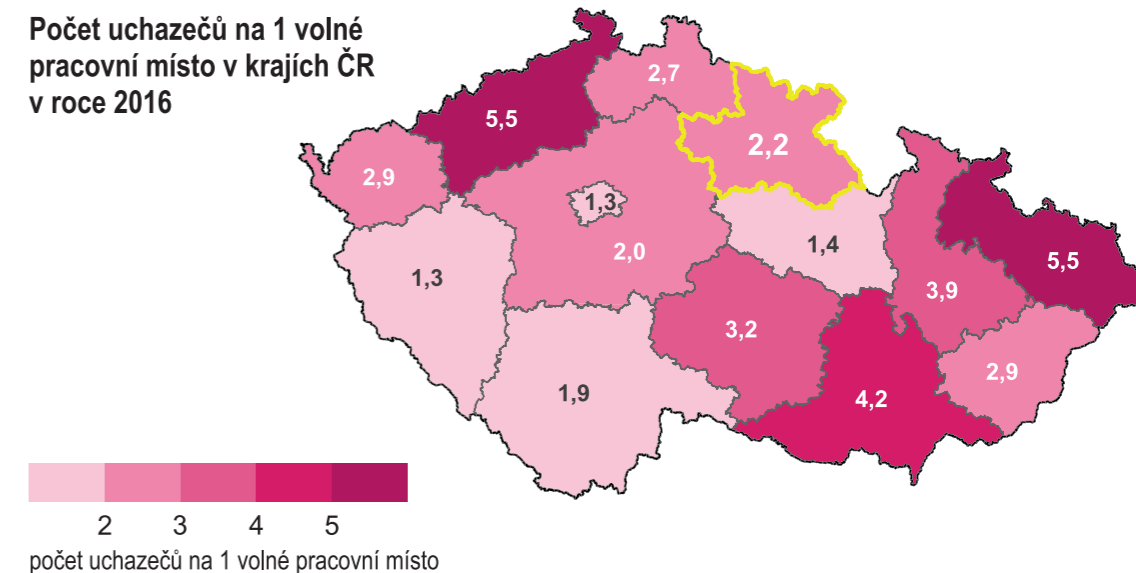 Počet uchazečů na 1 volné
pracovní místo v krajích ČR
v roce 2016
2,7
5,5
2,2
2,9
1,3
2,0
1,4
5,5
1,3
3,9
3,2
2,9
1,9
4,2
2 3 4 5
počet uchazečů na 1 volné pracovní místo